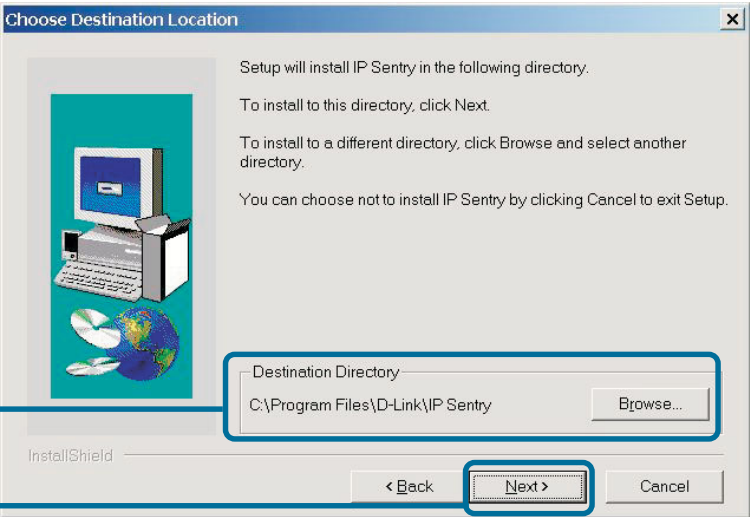 Choose Destination Location
Setup will install IP Sentry in the following directory.
To install to this directory, click Next.
To install to a different directory, click Browse and select another
directory.
You can choose not to install IP Sentry by clicking Cancel to exit Setup.
Destination Directory
C:\Program Files\D-Link\IP Sentry
Browse...
InstallShield
< Back
Next >
Cancel